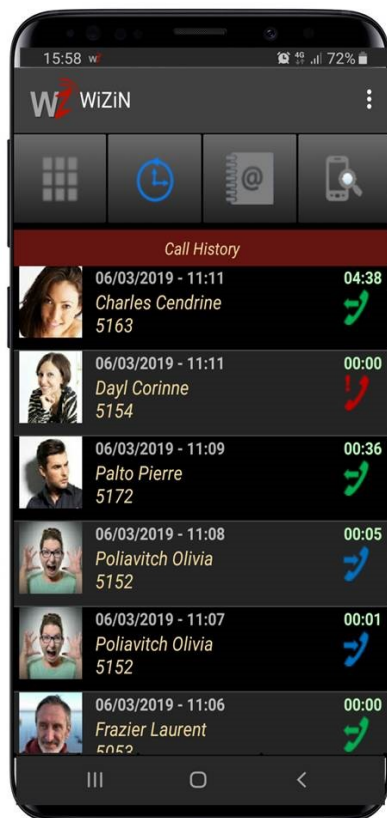 15:58 w 4G 72%
WiZiN
Call History
06/03/2019 - 11:11 04:38
Charles Cendrine
5163
06/03/2019 - 11:11 00:00
Dayl Corinne
5154
06/03/2019 - 11:09 00:36
Palto Pierre
5172
06/03/2019 - 11:08 00:05
Poliavitch Olivia
5152
06/03/2019 - 11:07 00:01
Poliavitch Olivia
5152
06/03/2019 - 11:06 00:00
Frazier Laurent
5053